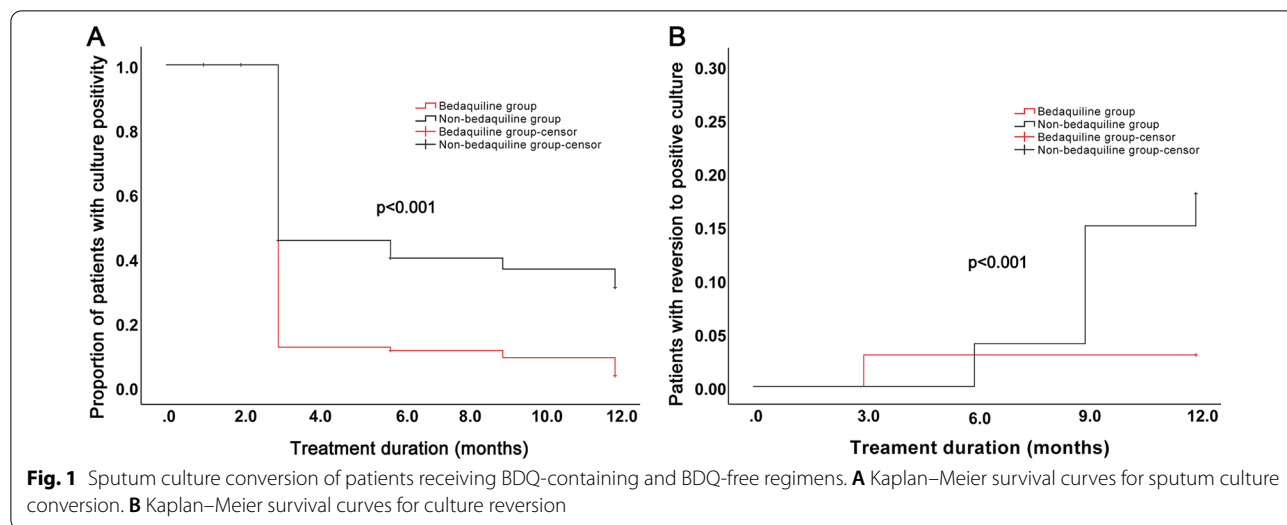 A
Proportion of patients with culture positivity
1.0
0.8
0.6
0.4
0.2
0.0
Bedaquiline group
Non-bedaquiline group
Bedaquiline group-censor
Non-bedaquiline group-censor
p<0.001
.0 2.0 4.0 6.0 8.0 10.0 12.0
Treatment duration (months)
B
Patients with reversion to positive culture
0.30
0.25
0.20
0.15
0.10
0.05
0.00
Bedaquiline group
Non-bedaquiline group
Bedaquiline group-censor
Non-bedaquiline group-censor
p<0.001
.0 3.0 6.0 9.0 12.0
Treament duration (months)
Fig. 1 Sputum culture conversion of patients receiving BDQ-containing and BDQ-free regimens. A Kaplan–Meier survival curves for sputum culture
conversion. B Kaplan–Meier survival curves for culture reversion